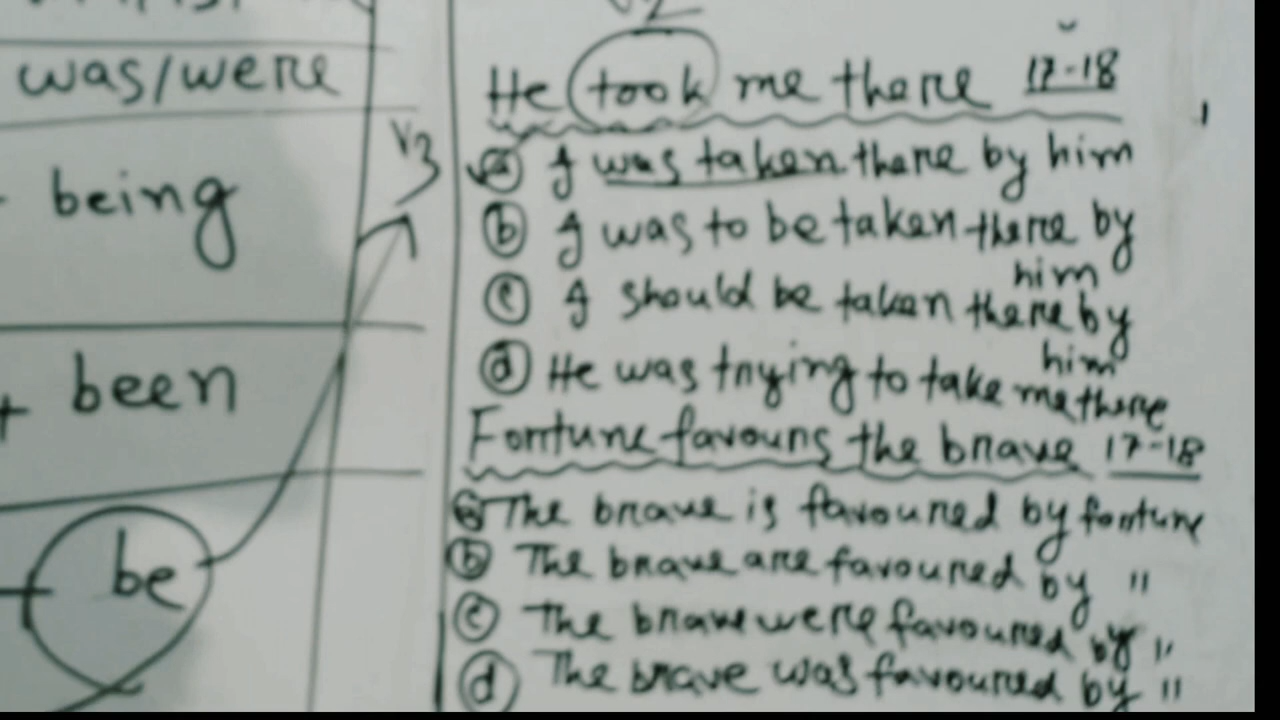 was/were
being
+ been
be
V3
V2
He took me there 17-18
(a) I was taken there by him
(b) I was to be taken there by him
(c) I should be taken there by him
(d) He was trying to take me there
Fortune favours the brave 17-18
(a) The brave is favoured by fortune
(b) The brave are favoured by "
(c) The brave were favoured by "
(d) The brave was favoured by "